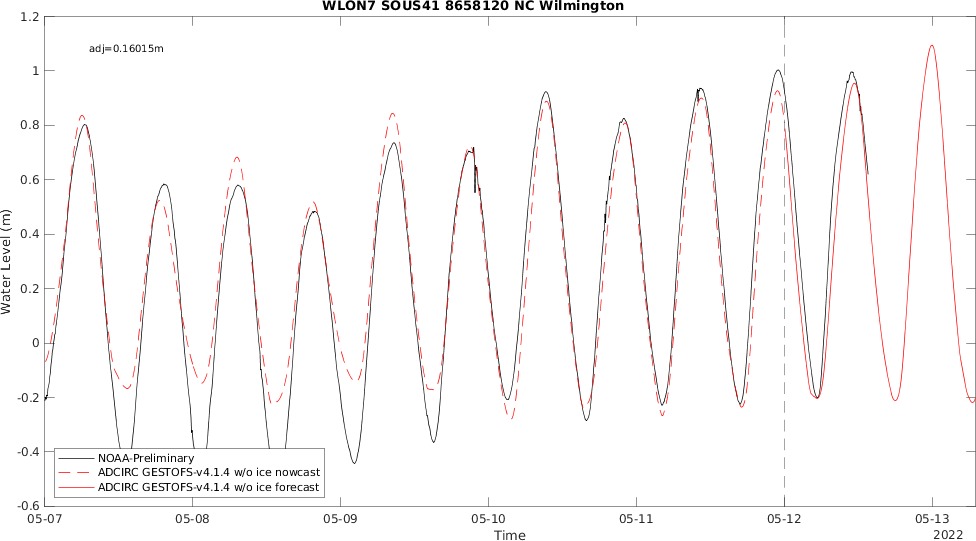 WLON7 SOUS41 8658120 NC Wilmington
adj=0.16015m
1.2
1
0.8
0.6
0.4
0.2
0
-0.2
-0.4
-0.6
Water Level (m)
NOAA-Preliminary
ADCIRC GESTOFS-v4.1.4 w/o ice nowcast
ADCIRC GESTOFS-v4.1.4 w/o ice forecast
05-07 05-08 05-09 05-10 05-11 05-12 05-13
Time
2022